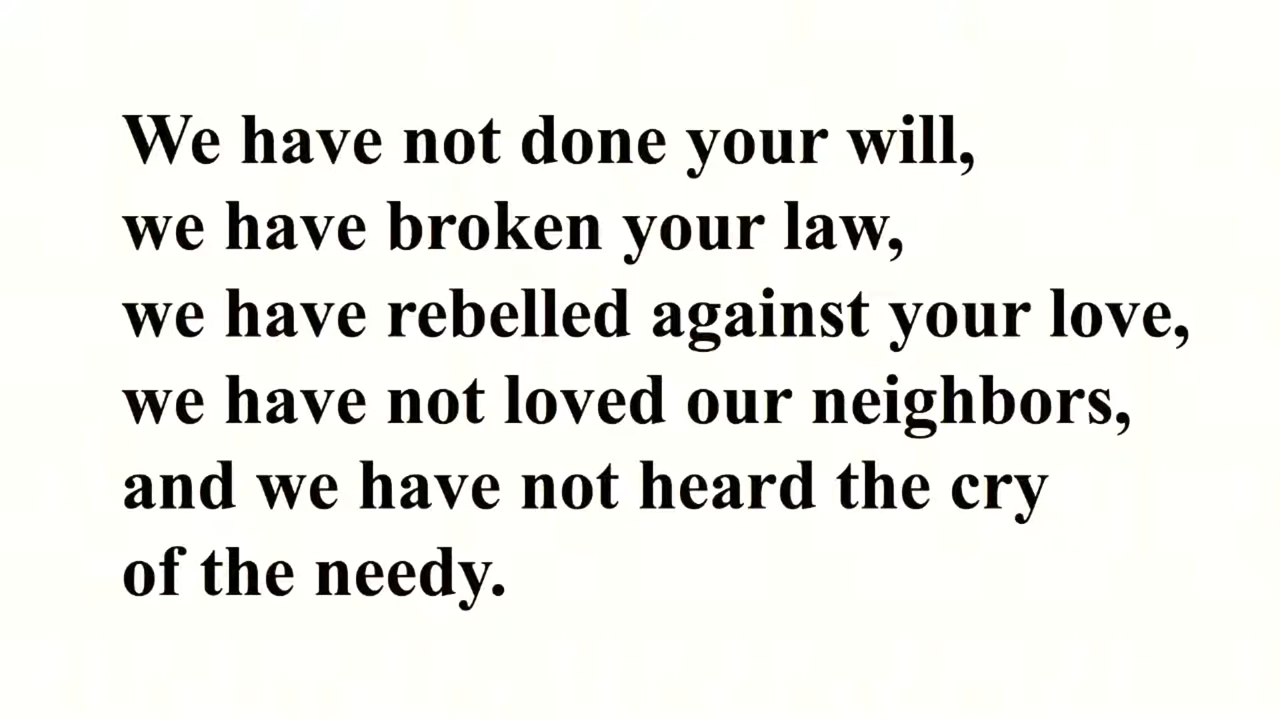 We have not done your will,
we have broken your law,
we have rebelled against your love,
we have not loved our neighbors,
and we have not heard the cry
of the needy.